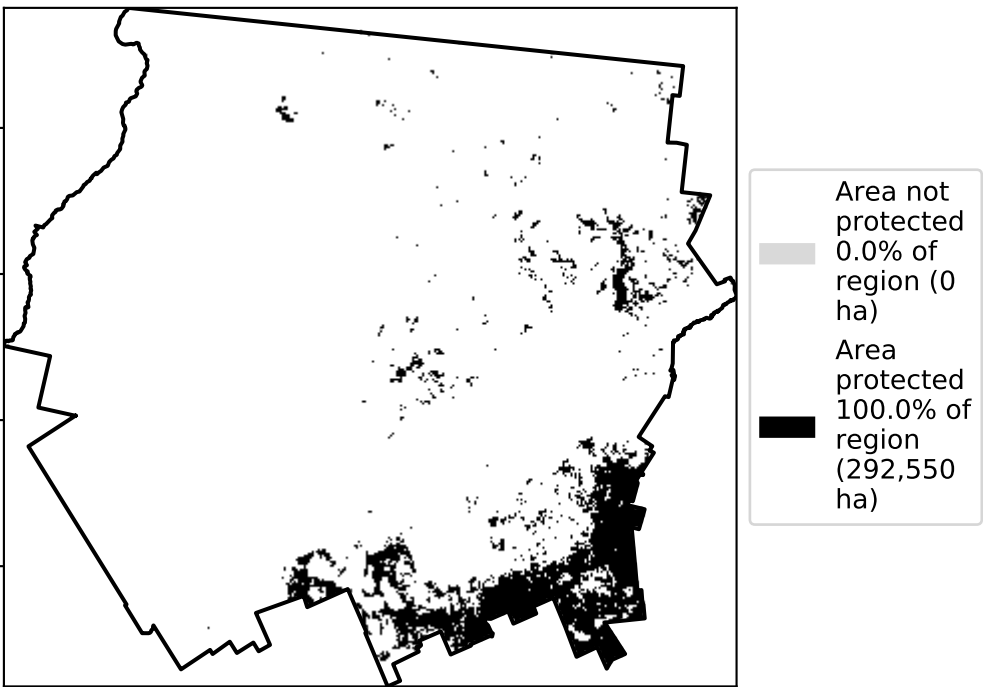 Area not
protected
0.0% of
region (0
ha)
Area
protected
100.0% of
region
(292,550
ha)